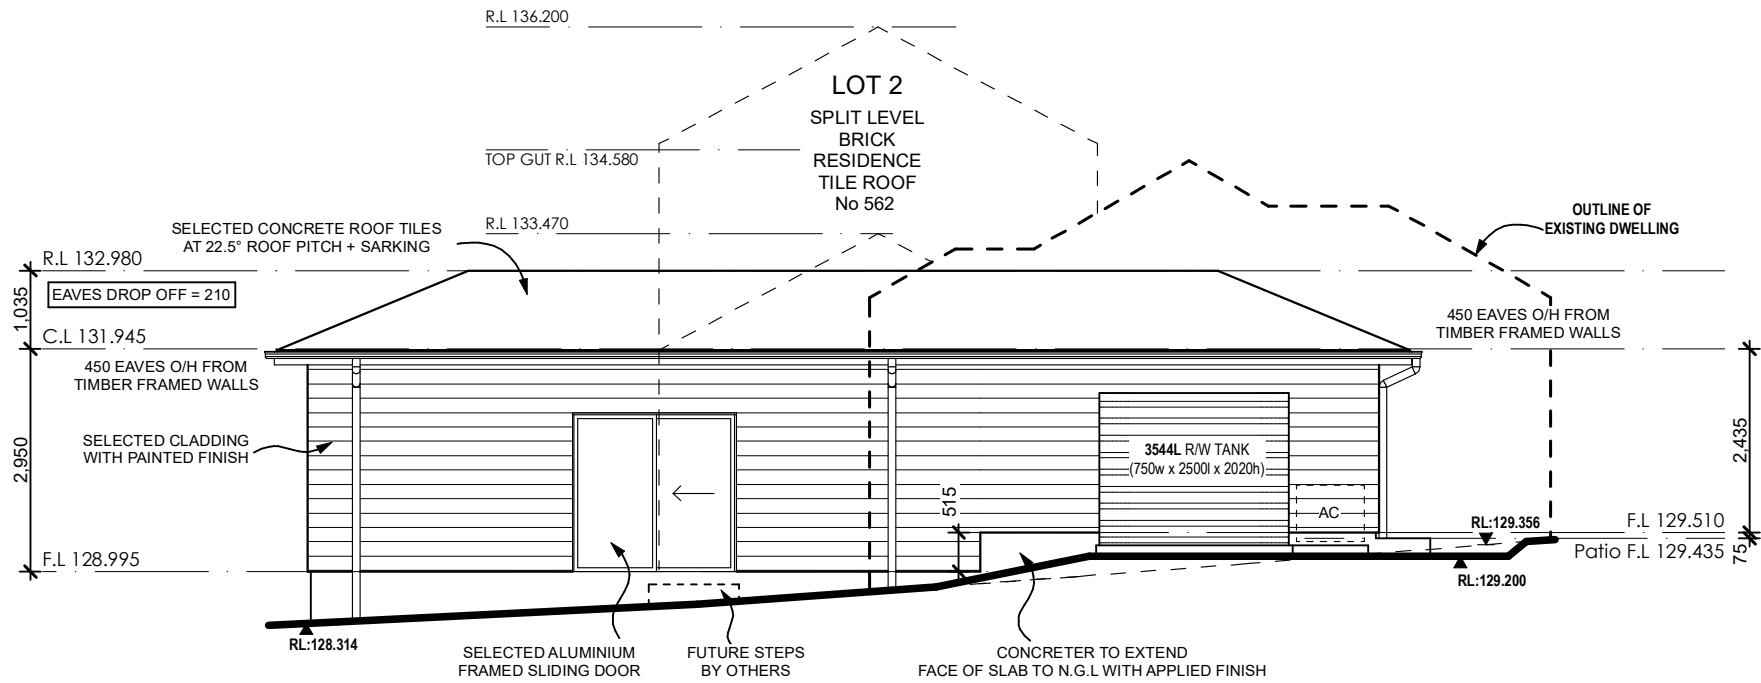 R.L 136.200
LOT 2
SPLIT LEVEL
BRICK
RESIDENCE
TILE ROOF
No 562
TOP GUT R.L 134.580
R.L 133.470
SELECTED CONCRETE ROOF TILES
AT 22.5° ROOF PITCH + SARKING
OUTLINE OF
EXISTING DWELLING
R.L 132.980
EAVES DROP OFF = 210
1,035
C.L 131.945
450 EAVES O/H FROM
TIMBER FRAMED WALLS
450 EAVES O/H FROM
TIMBER FRAMED WALLS
SELECTED CLADDING
WITH PAINTED FINISH
2,950
3544L R/W TANK
(750w x 2500l x 2020h)
2,435
515
AC
RL:129.356
F.L 129.510
Patio F.L 129.435
75
F.L 128.995
RL:129.200
RL:128.314
SELECTED ALUMINIUM
FRAMED SLIDING DOOR
FUTURE STEPS
BY OTHERS
CONCRETER TO EXTEND
FACE OF SLAB TO N.G.L WITH APPLIED FINISH